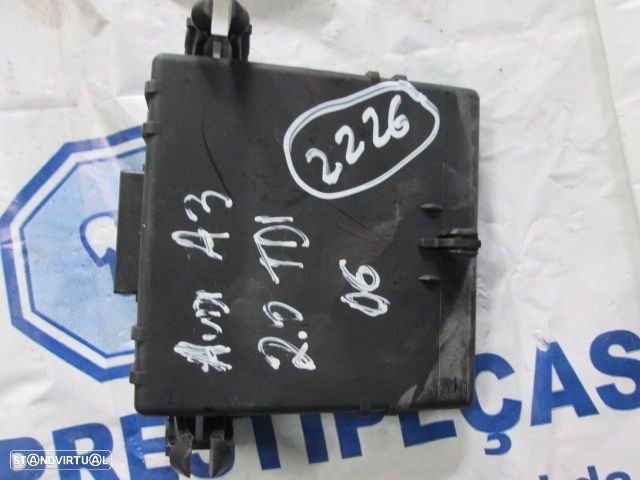 2226
AUDI A3
2.0 TDI
06
PRESTIPEÇAS
STANDVIRTUAL